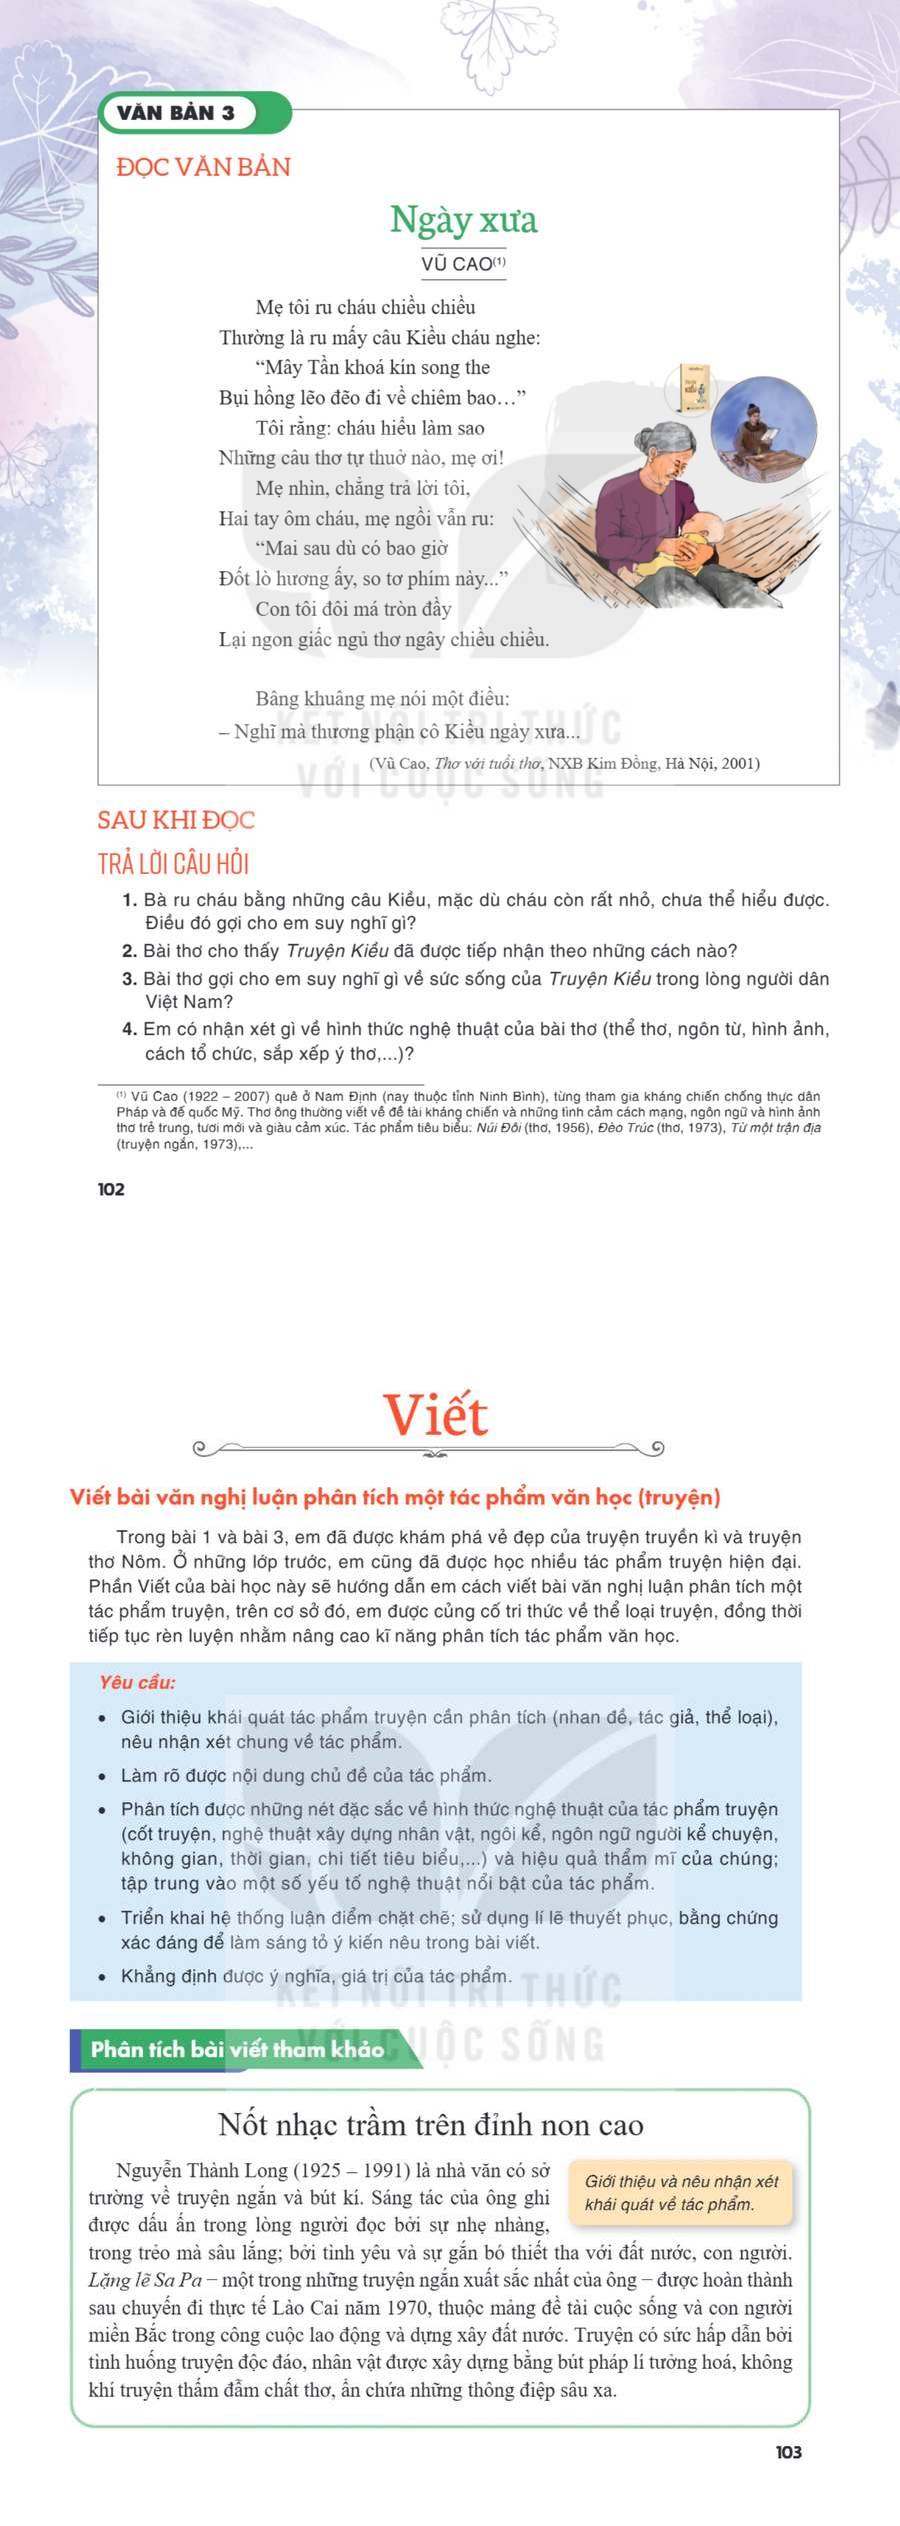 VĂN BẢN 3
ĐỌC VĂN BẢN
Ngày xưa
VŨ CAO(1)
Mẹ tôi ru cháu chiều chiều
Thường là ru mấy câu Kiều cháu nghe:
“Mây Tần khoá kín song the
Bụi hồng lẽo đẽo đi về chiêm bao…”
Tôi rằng: cháu hiểu làm sao
Những câu thơ tự thuở nào, mẹ ơi!
Mẹ nhìn, chẳng trả lời tôi,
Hai tay ôm cháu, mẹ ngồi vẫn ru:
“Mai sau dù có bao giờ
Đốt lò hương ấy, so tơ phím này...”
Con tôi đôi má tròn đầy
Lại ngon giấc ngủ thơ ngây chiều chiều.
Bâng khuâng mẹ nói một điều:
– Nghĩ mà thương phận cô Kiều ngày xưa...
(Vũ Cao, Thơ với tuổi thơ, NXB Kim Đồng, Hà Nội, 2001)
KẾT NỐI TRI THỨC
VỚI CUỘC SỐNG
SAU KHI ĐỌC
TRẢ LỜI CÂU HỎI
1. Bà ru cháu bằng những câu Kiều, mặc dù cháu còn rất nhỏ, chưa thể hiểu được.
Điều đó gợi cho em suy nghĩ gì?
2. Bài thơ cho thấy Truyện Kiều đã được tiếp nhận theo những cách nào?
3. Bài thơ gợi cho em suy nghĩ gì về sức sống của Truyện Kiều trong lòng người dân
Việt Nam?
4. Em có nhận xét gì về hình thức nghệ thuật của bài thơ (thể thơ, ngôn từ, hình ảnh,
cách tổ chức, sắp xếp ý thơ,...)?
(1) Vũ Cao (1922 – 2007) quê ở Nam Định (nay thuộc tỉnh Ninh Bình), từng tham gia kháng chiến chống thực dân
Pháp và đế quốc Mỹ. Thơ ông thường viết về đề tài kháng chiến và những tình cảm cách mạng, ngôn ngữ và hình ảnh
thơ trẻ trung, tươi mới và giàu cảm xúc. Tác phẩm tiêu biểu: Núi Đôi (thơ, 1956), Đèo Trúc (thơ, 1973), Từ một trận địa
(truyện ngắn, 1973),...
102
Viết
Viết bài văn nghị luận phân tích một tác phẩm văn học (truyện)
Trong bài 1 và bài 3, em đã được khám phá vẻ đẹp của truyện truyền kì và truyện
thơ Nôm. Ở những lớp trước, em cũng đã được học nhiều tác phẩm truyện hiện đại.
Phần Viết của bài học này sẽ hướng dẫn em cách viết bài văn nghị luận phân tích một
tác phẩm truyện, trên cơ sở đó, em được củng cố tri thức về thể loại truyện, đồng thời
tiếp tục rèn luyện nhằm nâng cao kĩ năng phân tích tác phẩm văn học.
Yêu cầu:
• Giới thiệu khái quát tác phẩm truyện cần phân tích (nhan đề, tác giả, thể loại),
nêu nhận xét chung về tác phẩm.
• Làm rõ được nội dung chủ đề của tác phẩm.
• Phân tích được những nét đặc sắc về hình thức nghệ thuật của tác phẩm truyện
(cốt truyện, nghệ thuật xây dựng nhân vật, ngôi kể, ngôn ngữ người kể chuyện,
không gian, thời gian, chi tiết tiêu biểu,...) và hiệu quả thẩm mĩ của chúng;
tập trung vào một số yếu tố nghệ thuật nổi bật của tác phẩm.
• Triển khai hệ thống luận điểm chặt chẽ; sử dụng lí lẽ thuyết phục, bằng chứng
xác đáng để làm sáng tỏ ý kiến nêu trong bài viết.
• Khẳng định được ý nghĩa, giá trị của tác phẩm.
KẾT NỐI TRI THỨC
VỚI CUỘC SỐNG
Phân tích bài viết tham khảo
Nốt nhạc trầm trên đỉnh non cao
Giới thiệu và nêu nhận xét
khái quát về tác phẩm.
Nguyễn Thành Long (1925 – 1991) là nhà văn có sở
trường về truyện ngắn và bút kí. Sáng tác của ông ghi
được dấu ấn trong lòng người đọc bởi sự nhẹ nhàng,
trong trẻo mà sâu lắng; bởi tình yêu và sự gắn bó thiết tha với đất nước, con người.
Lặng lẽ Sa Pa – một trong những truyện ngắn xuất sắc nhất của ông – được hoàn thành
sau chuyến đi thực tế Lào Cai năm 1970, thuộc mảng đề tài cuộc sống và con người
miền Bắc trong công cuộc lao động và dựng xây đất nước. Truyện có sức hấp dẫn bởi
tình huống truyện độc đáo, nhân vật được xây dựng bằng bút pháp lí tưởng hoá, không
khí truyện thấm đẫm chất thơ, ẩn chứa những thông điệp sâu xa.
103